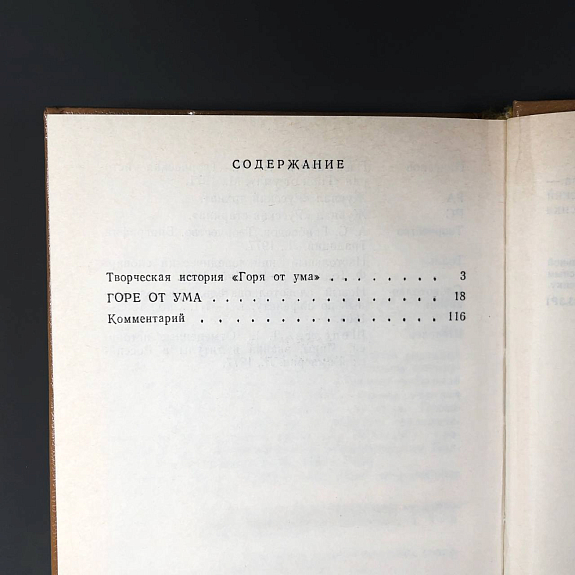 СОДЕРЖАНИЕ
Творческая история «Горя от ума» . . . . . . . . 3
ГОРЕ ОТ УМА . . . . . . . . . . . . . . 18
Комментарий . . . . . . . . . . . . . . . 116